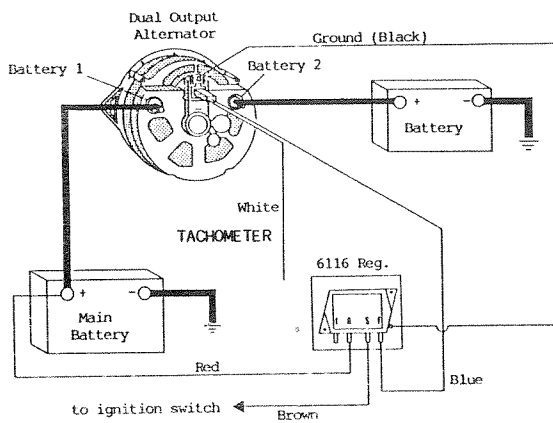 Dual Output
Alternator
Ground (Black)
Battery 1
Battery 2
+ −
Battery
White
TACHOMETER
6116 Reg.
+ −
Main
Battery
I A S F
Red
Blue
to ignition switch
Brown